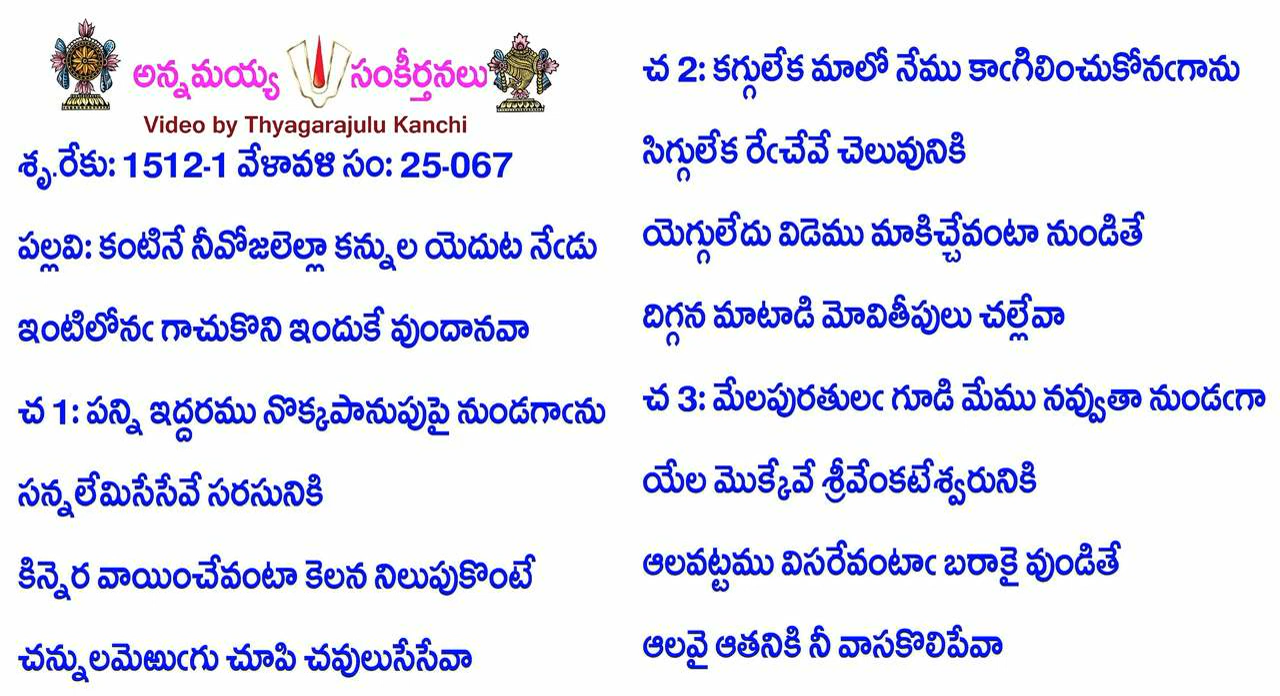 అన్నమయ్య సంకీర్తనలు
Video by Thyagarajulu Kanchi
శృ.రేకు: 1512-1 వేళావళి సం: 25-067
పల్లవి: కంటినే నీవోజలెల్లా కన్నుల యెదుట నేఁడు
ఇంటిలోనఁ గాచుకొని ఇందుకే వుందానవా
చ 1: పన్ని ఇద్దరము నొక్కపానుపుపై నుండగాఁను
సన్నలేమిసేసేవే సరసునికి
కిన్నెర వాయించేవంటా కెలన నిలుపుకొంటే
చన్నులమెఱుఁగు చూపి చవులుసేసేవా
చ 2: కగ్గులేక మాలో నేము కాఁగిలించుకోనఁగాను
సిగ్గులేక రేఁచేవే చెలువునికి
యెగ్గులేదు విడెము మాకిచ్చేవంటా నుండితే
దిగ్గన మాటాడి మోవితీపులు చల్లేవా
చ 3: మేలపురతులఁ గూడి మేము నవ్వుతా నుండఁగా
యేల మొక్కేవే శ్రీవేంకటేశ్వరునికి
ఆలవట్టము విసరేవంటాఁ బరాకై వుండితే
ఆలవై ఆతనికి నీ వాసకొలిపేవా